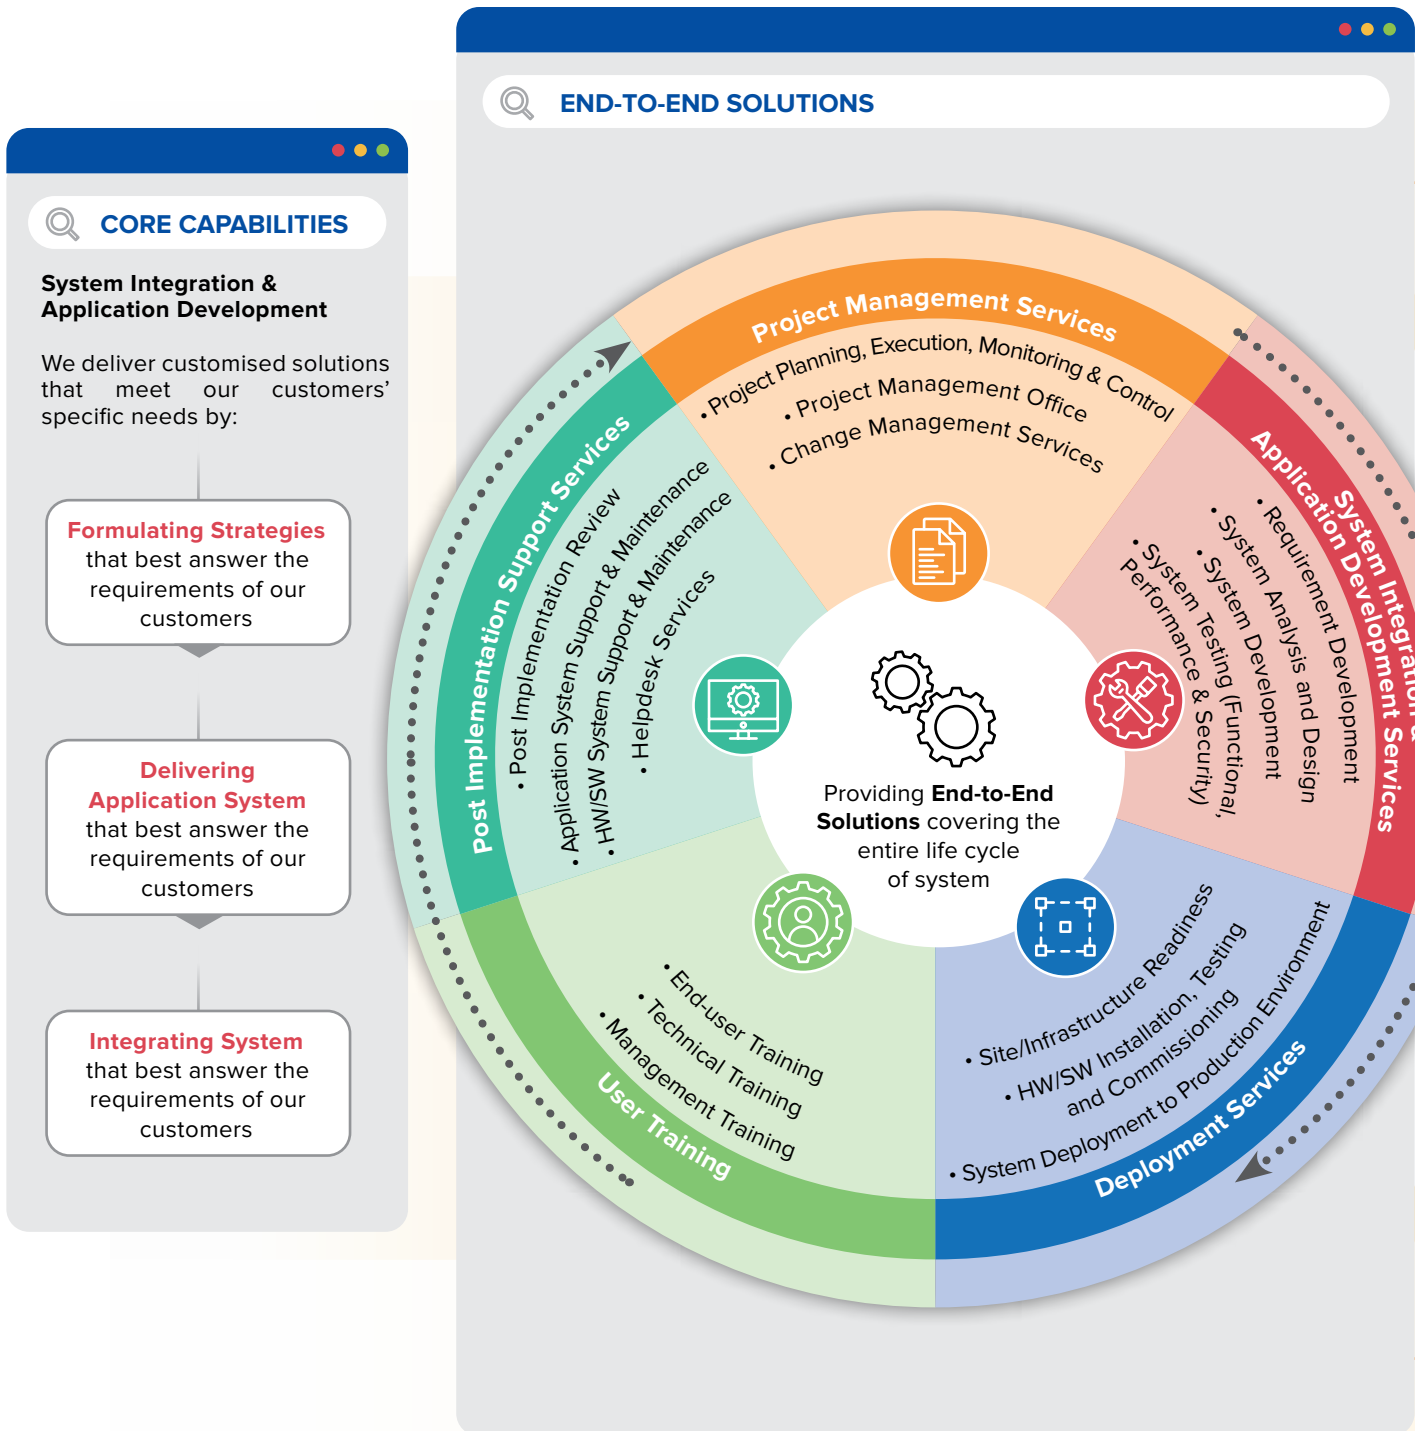 CORE CAPABILITIES
System Integration &
Application Development
We deliver customised solutions
that meet our customers’
specific needs by:
Formulating Strategies
that best answer the
requirements of our
customers
Delivering
Application System
that best answer the
requirements of our
customers
Integrating System
that best answer the
requirements of our
customers
END-TO-END SOLUTIONS
Project Management Services
• Project Planning, Execution, Monitoring & Control
• Project Management Office
• Change Management Services
System Integration &
Application Development Services
• Requirement Development
• System Analysis and Design
• System Development
• System Testing (Functional,
Performance & Security)
Deployment Services
• Site/Infrastructure Readiness
• HW/SW Installation, Testing
and Commissioning
• System Deployment to Production Environment
User Training
• End-user Training
• Technical Training
• Management Training
Post Implementation Support Services
• Post Implementation Review
• Application System Support & Maintenance
• HW/SW System Support & Maintenance
• Helpdesk Services
Providing End-to-End
Solutions covering the
entire life cycle
of system